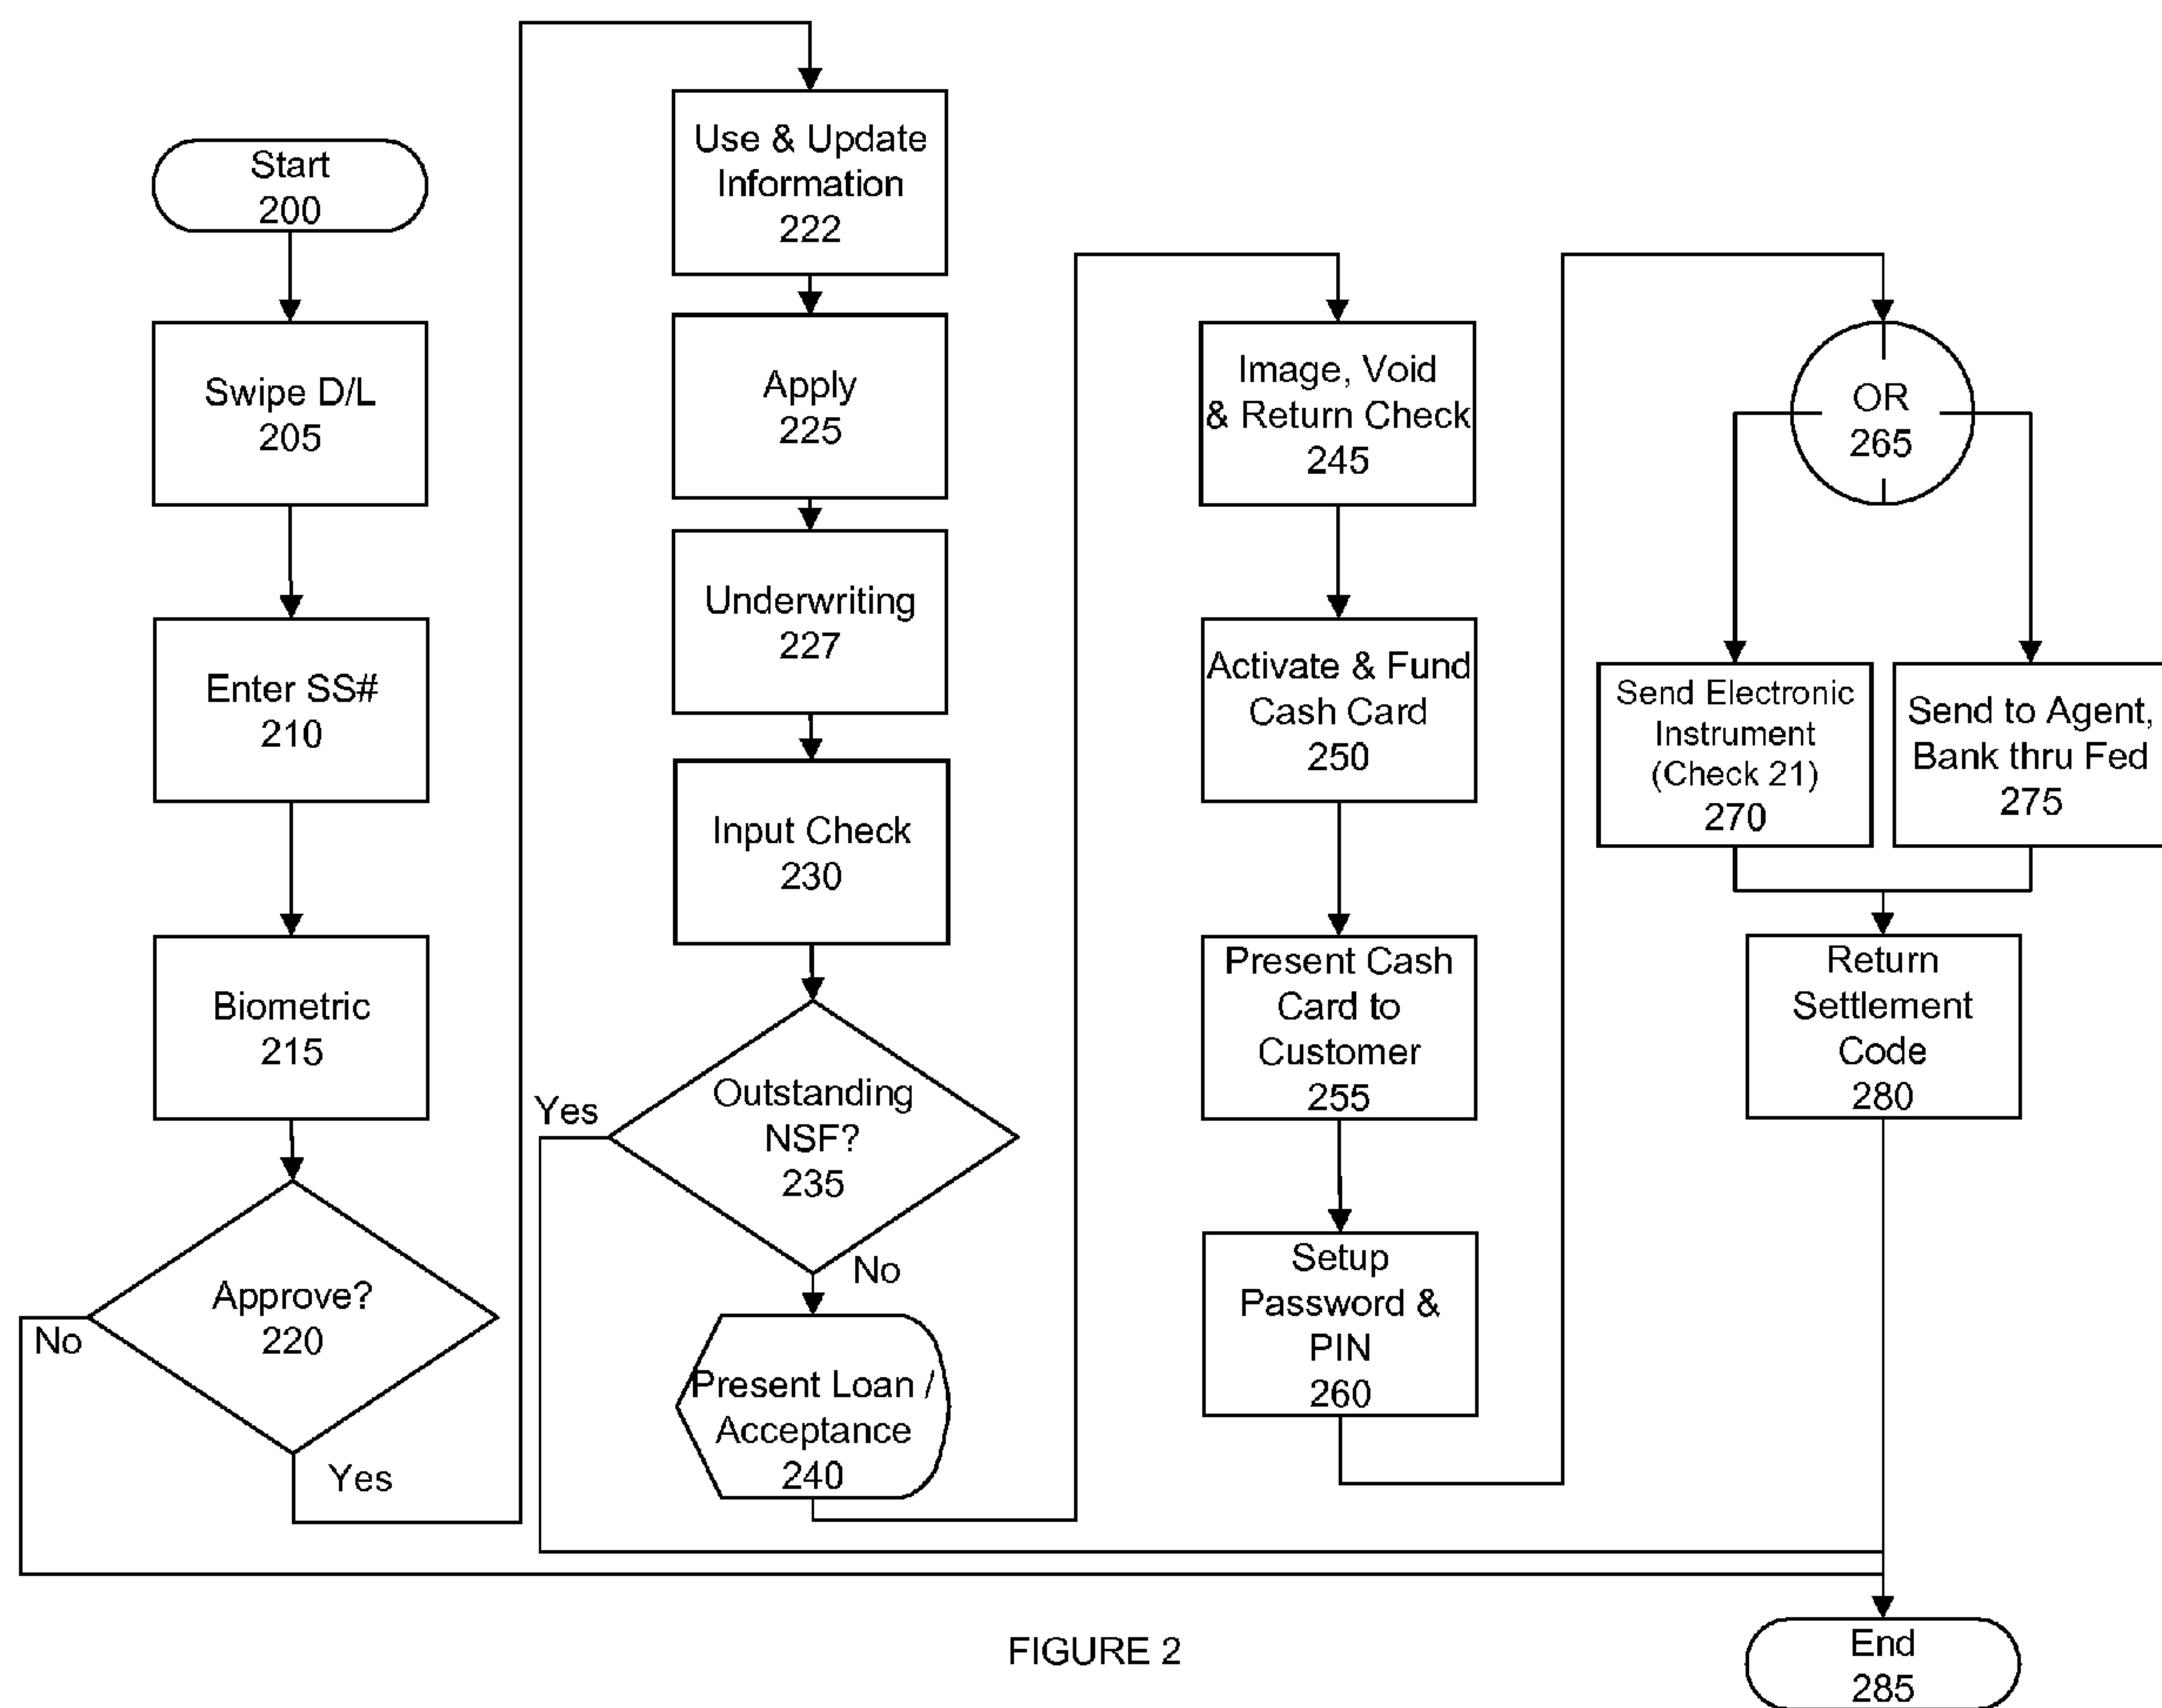 Start
200
Swipe D/L
205
Enter SS#
210
Biometric
215
Approve?
220
No
Yes
Use & Update
Information
222
Apply
225
Underwriting
227
Input Check
230
Outstanding
NSF?
235
Yes
No
Present Loan /
Acceptance
240
Image, Void
& Return Check
245
Activate & Fund
Cash Card
250
Present Cash
Card to
Customer
255
Setup
Password &
PIN
260
OR
265
Send Electronic
Instrument
(Check 21)
270
Send to Agent,
Bank thru Fed
275
Return
Settlement
Code
280
End
285
FIGURE 2